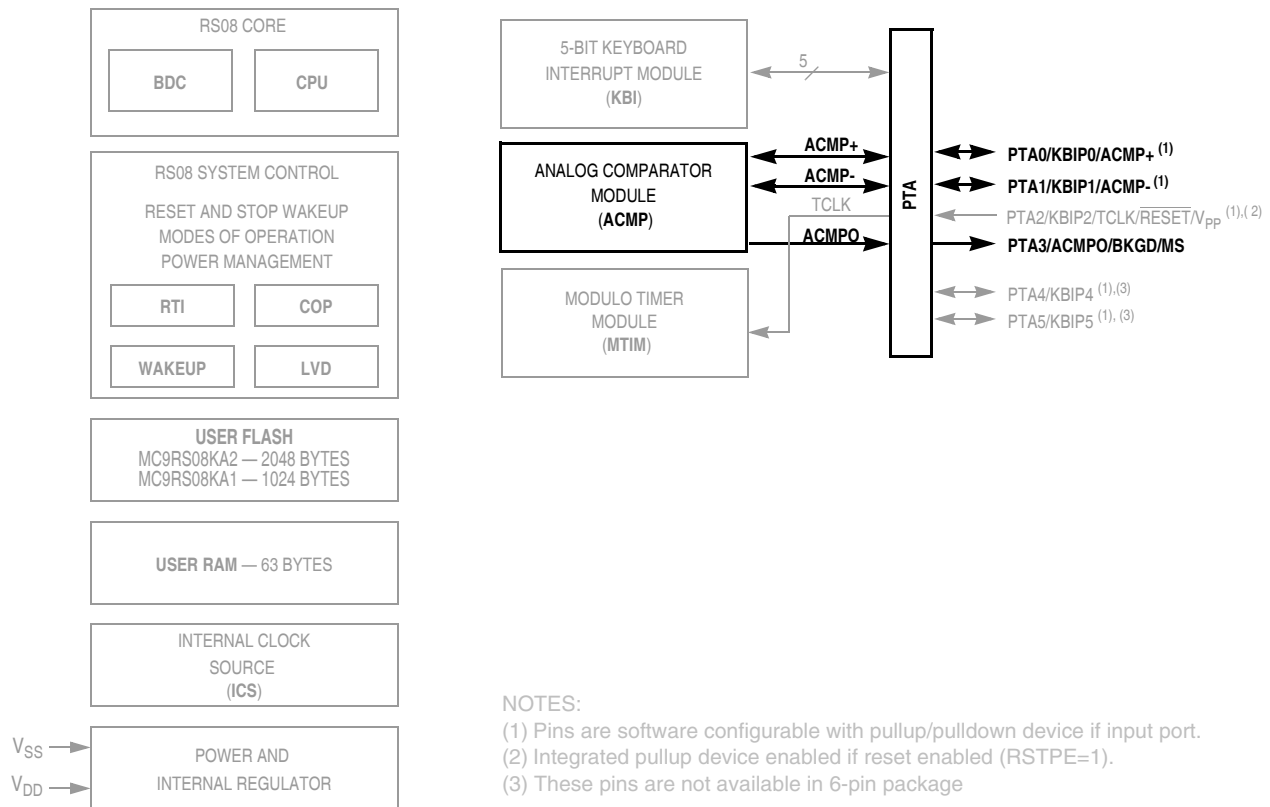 RS08 CORE
BDC
CPU
RS08 SYSTEM CONTROL
RESET AND STOP WAKEUP
MODES OF OPERATION
POWER MANAGEMENT
RTI
COP
WAKEUP
LVD
USER FLASH
MC9RS08KA2 — 2048 BYTES
MC9RS08KA1 — 1024 BYTES
USER RAM — 63 BYTES
INTERNAL CLOCK
SOURCE
(ICS)
VSS
VDD
POWER AND
INTERNAL REGULATOR
5-BIT KEYBOARD
INTERRUPT MODULE
(KBI)
5
ANALOG COMPARATOR
MODULE
(ACMP)
ACMP+
ACMP-
TCLK
ACMPO
MODULO TIMER
MODULE
(MTIM)
PTA
PTA0/KBIP0/ACMP+ (1)
PTA1/KBIP1/ACMP- (1)
PTA2/KBIP2/TCLK/RESET/VPP (1),( 2)
PTA3/ACMPO/BKGD/MS
PTA4/KBIP4 (1),(3)
PTA5/KBIP5 (1), (3)
NOTES:
(1) Pins are software configurable with pullup/pulldown device if input port.
(2) Integrated pullup device enabled if reset enabled (RSTPE=1).
(3) These pins are not available in 6-pin package